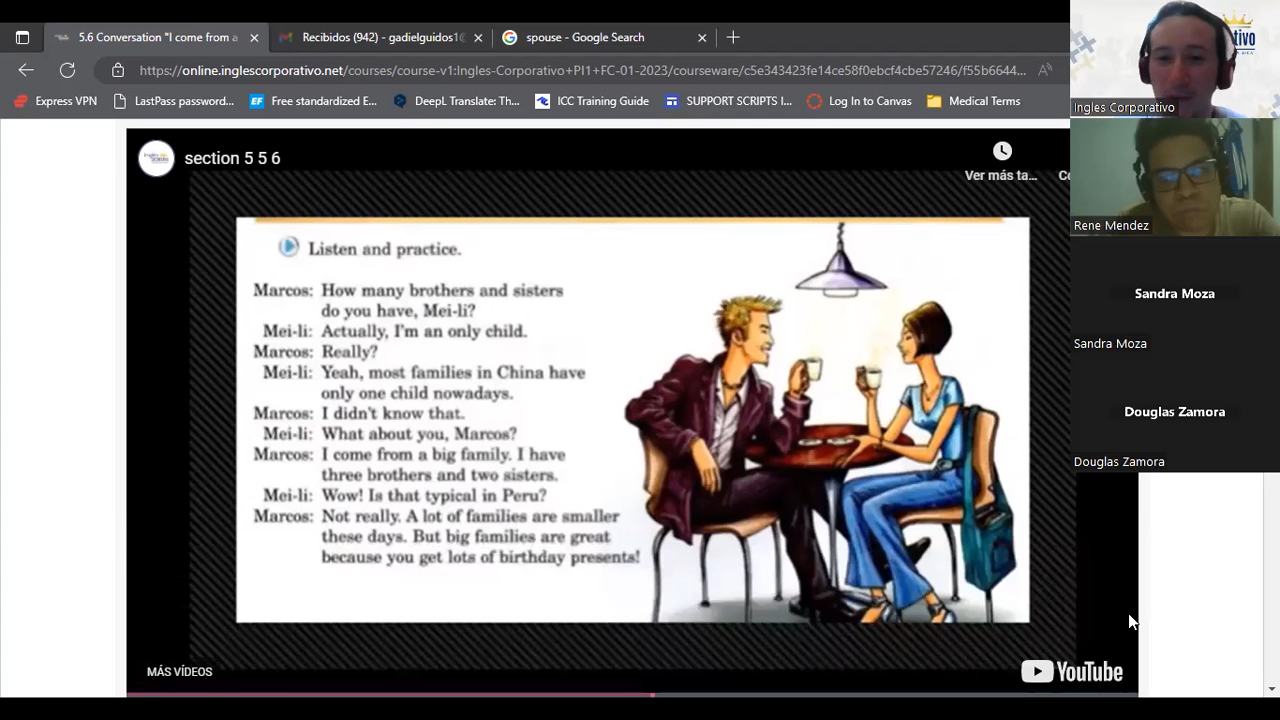 5.6 Conversation "I come from a
Recibidos (942) - gadielguidos1@
spouse - Google Search
https://online.inglescorporativo.net/courses/course-v1:Ingles-Corporativo+PI1+FC-01-2023/courseware/c5e343423fe14ce58f0ebcf4cbe57246/f55b6644...
Express VPN
LastPass password...
EF Free standardized E...
DeepL Translate: Th...
ICC Training Guide
SUPPORT SCRIPTS I...
Log In to Canvas
Medical Terms
section 5 5 6
Ver más ta...
Co
Listen and practice.
Marcos: How many brothers and sisters
do you have, Mei-li?
Mei-li: Actually, I'm an only child.
Marcos: Really?
Mei-li: Yeah, most families in China have
only one child nowadays.
Marcos: I didn't know that.
Mei-li: What about you, Marcos?
Marcos: I come from a big family. I have
three brothers and two sisters.
Mei-li: Wow! Is that typical in Peru?
Marcos: Not really. A lot of families are smaller
these days. But big families are great
because you get lots of birthday presents!
MÁS VÍDEOS
YouTube
Ingles Corporativo
Rene Mendez
Sandra Moza
Sandra Moza
Douglas Zamora
Douglas Zamora